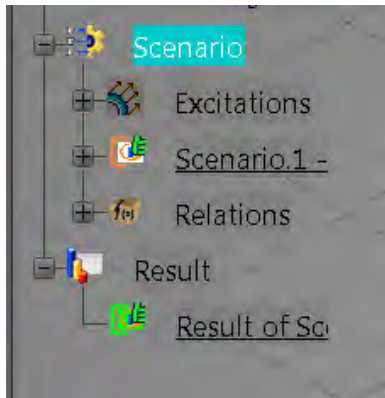 Scenario
Excitations
Scenario.1 -
Relations
Result
Result of Sc